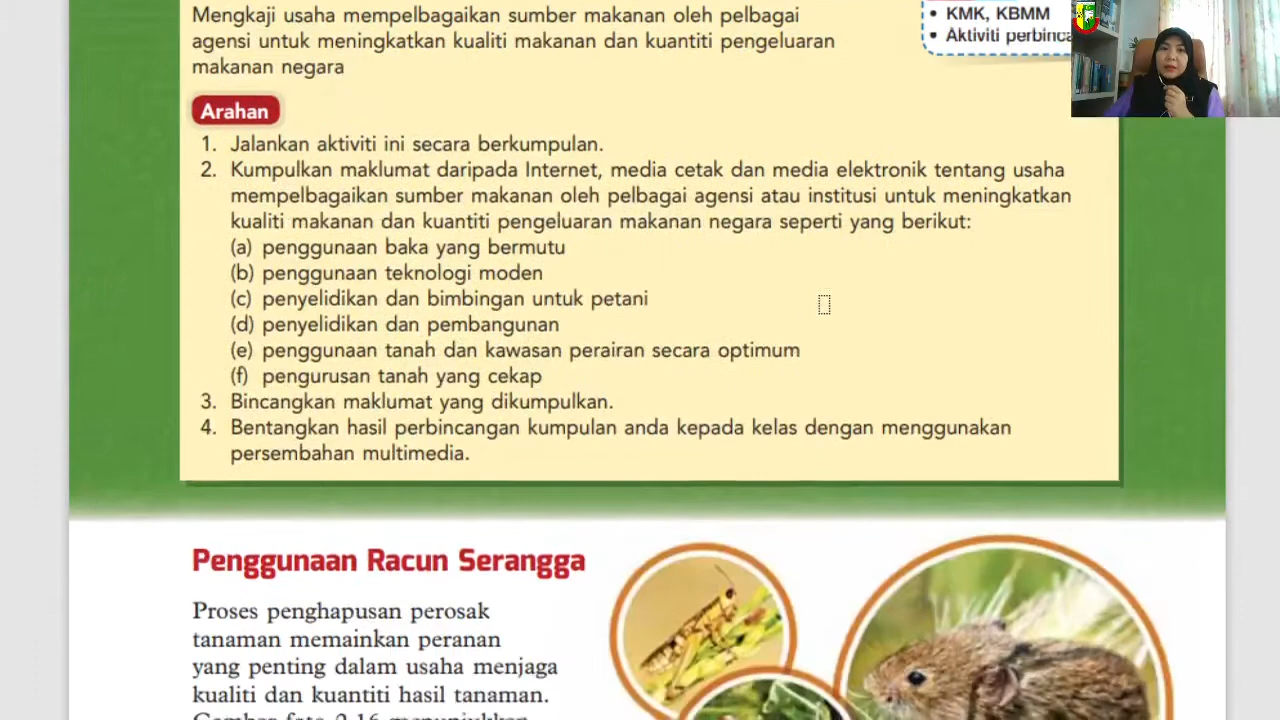 Mengkaji usaha mempelbagaikan sumber makanan oleh pelbagai
agensi untuk meningkatkan kualiti makanan dan kuantiti pengeluaran
makanan negara
• KMK, KBMM
• Aktiviti
Arahan
1. Jalankan aktiviti ini secara berkumpulan.
2. Kumpulkan maklumat daripada Internet, media cetak dan media elektronik tentang usaha
mempelbagaikan sumber makanan oleh pelbagai agensi atau institusi untuk meningkatkan
kualiti makanan dan kuantiti pengeluaran makanan negara seperti yang berikut:
(a) penggunaan baka yang bermutu
(b) penggunaan teknologi moden
(c) penyelidikan dan bimbingan untuk petani
(d) penyelidikan dan pembangunan
(e) penggunaan tanah dan kawasan perairan secara optimum
(f) pengurusan tanah yang cekap
3. Bincangkan maklumat yang dikumpulkan.
4. Bentangkan hasil perbincangan kumpulan anda kepada kelas dengan menggunakan
persembahan multimedia.
Penggunaan Racun Serangga
Proses penghapusan perosak
tanaman memainkan peranan
yang penting dalam usaha menjaga
kualiti dan kuantiti hasil tanaman.
Gambar foto 2.16 menunjukkan